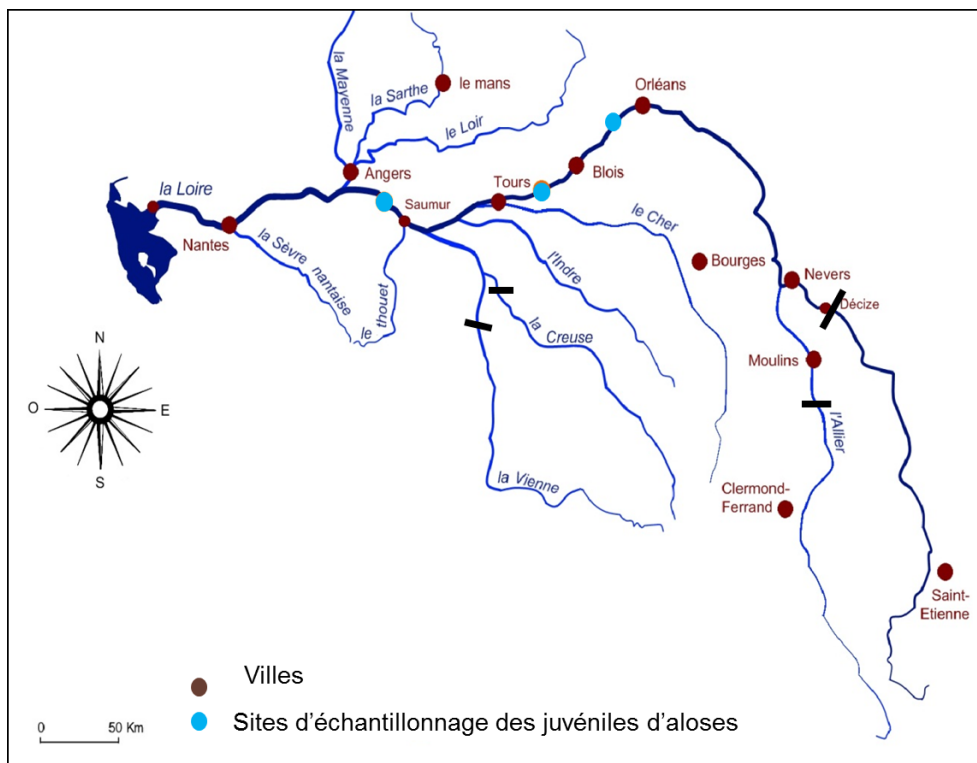 la Mayenne
la Sarthe
le mans
le Loir
Orléans
Angers
la Loire
Tours
Blois
Saumur
le Cher
Nantes
la Sèvre nantaise
le thouet
l'Indre
Bourges
Nevers
Décize
la Creuse
Moulins
N
O
E
S
l'Allier
la Vienne
Clermond-
Ferrand
Saint-
Etienne
Villes
Sites d'échantillonnage des juvéniles d'aloses
0 50 Km